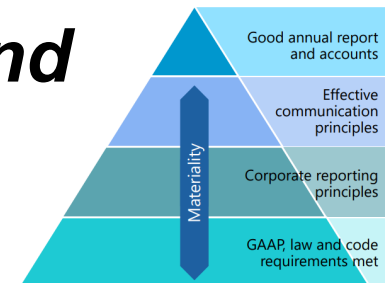 nd
Good annual report
and accounts
Effective
communication
principles
Materiality
Corporate reporting
principles
GAAP, law and code
requirements met